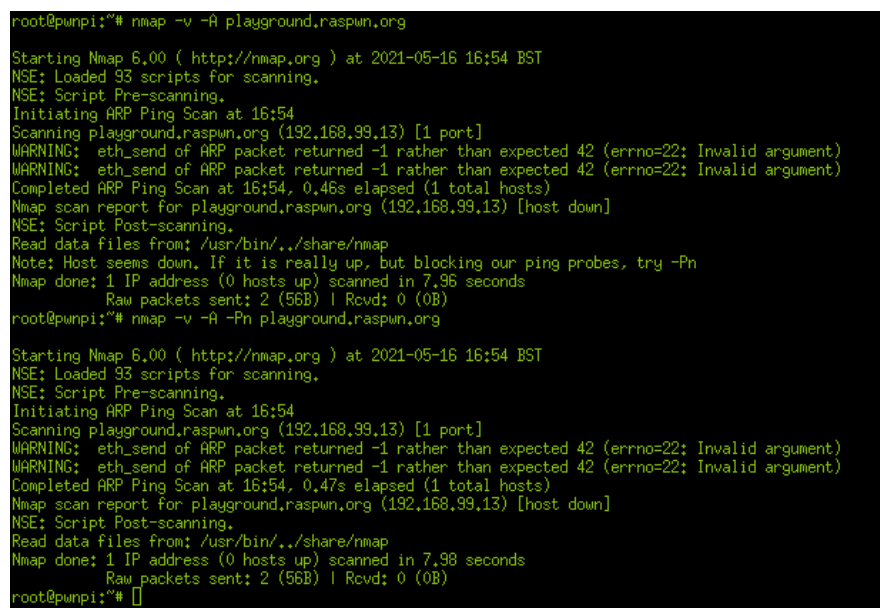 root@pwnpi:~# nmap -v -A playground.raspwn.org
Starting Nmap 6.00 ( http://nmap.org ) at 2021-05-16 16:54 BST
NSE: Loaded 93 scripts for scanning.
NSE: Script Pre-scanning.
Initiating ARP Ping Scan at 16:54
Scanning playground.raspwn.org (192.168.99.13) [1 port]
WARNING:  eth_send of ARP packet returned -1 rather than expected 42 (errno=22: Invalid argument)
WARNING:  eth_send of ARP packet returned -1 rather than expected 42 (errno=22: Invalid argument)
Completed ARP Ping Scan at 16:54, 0.46s elapsed (1 total hosts)
Nmap scan report for playground.raspwn.org (192.168.99.13) [host down]
NSE: Script Post-scanning.
Read data files from: /usr/bin/../share/nmap
Note: Host seems down. If it is really up, but blocking our ping probes, try -Pn
Nmap done: 1 IP address (0 hosts up) scanned in 7.96 seconds
           Raw packets sent: 2 (56B) | Rcvd: 0 (0B)
root@pwnpi:~# nmap -v -A -Pn playground.raspwn.org
Starting Nmap 6.00 ( http://nmap.org ) at 2021-05-16 16:54 BST
NSE: Loaded 93 scripts for scanning.
NSE: Script Pre-scanning.
Initiating ARP Ping Scan at 16:54
Scanning playground.raspwn.org (192.168.99.13) [1 port]
WARNING:  eth_send of ARP packet returned -1 rather than expected 42 (errno=22: Invalid argument)
WARNING:  eth_send of ARP packet returned -1 rather than expected 42 (errno=22: Invalid argument)
Completed ARP Ping Scan at 16:54, 0.47s elapsed (1 total hosts)
Nmap scan report for playground.raspwn.org (192.168.99.13) [host down]
NSE: Script Post-scanning.
Read data files from: /usr/bin/../share/nmap
Nmap done: 1 IP address (0 hosts up) scanned in 7.98 seconds
           Raw packets sent: 2 (56B) | Rcvd: 0 (0B)
root@pwnpi:~#